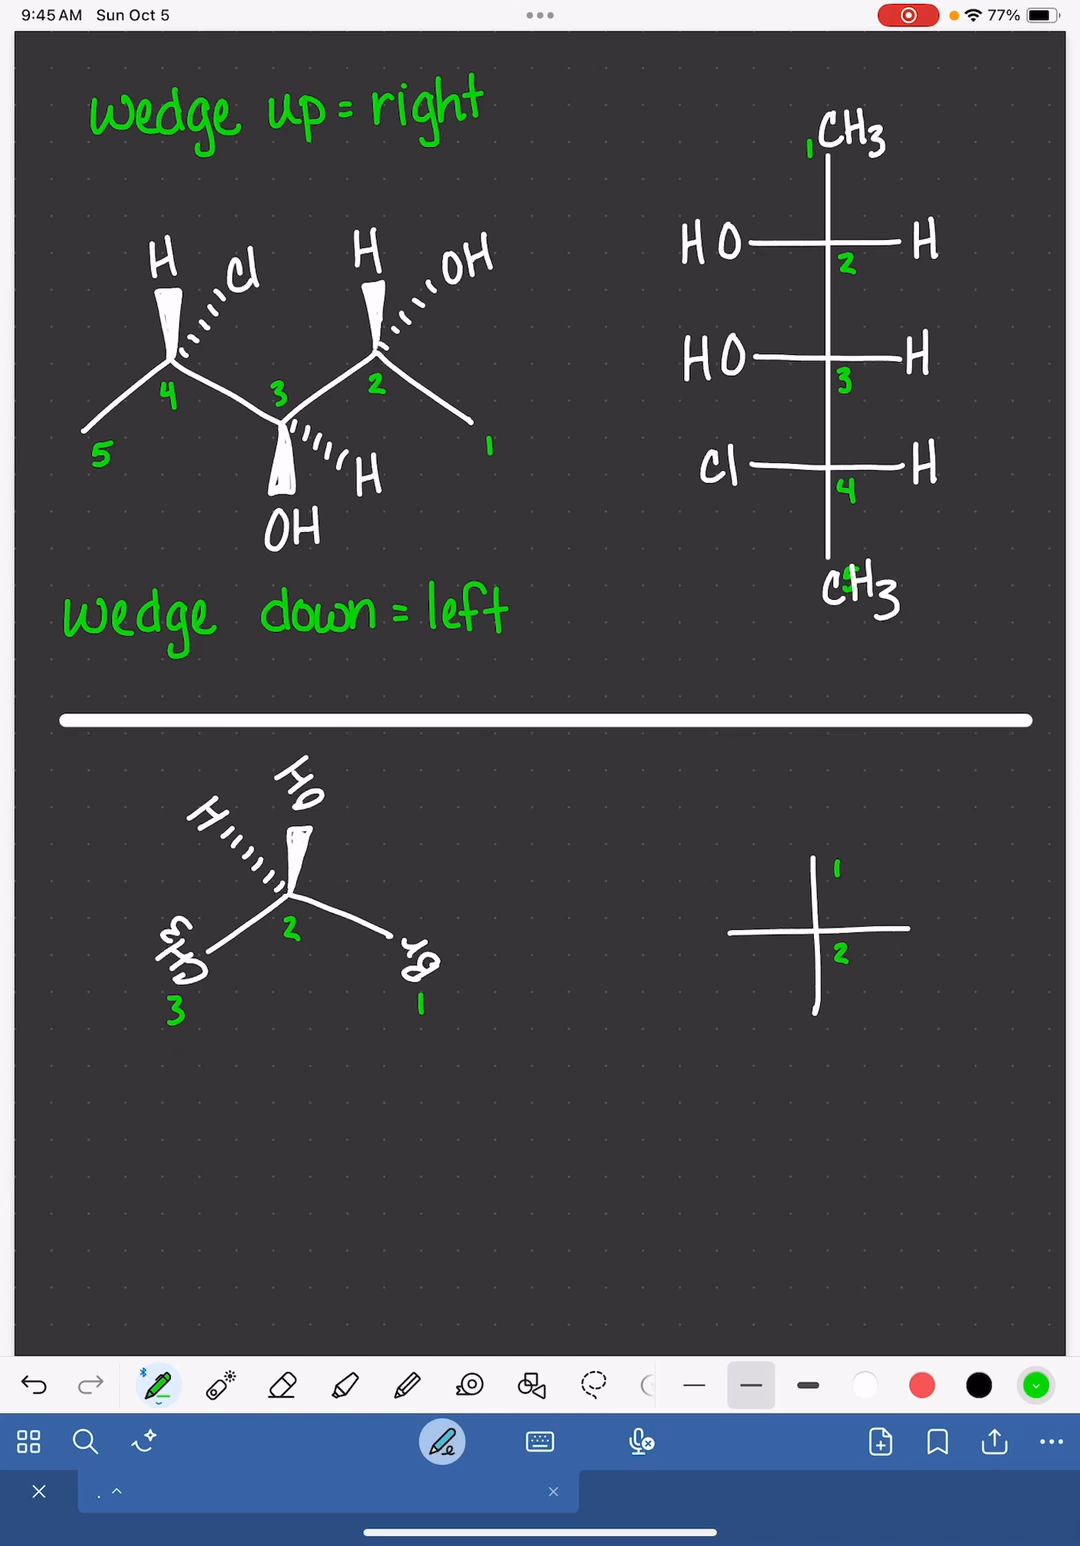 9:45 AM Sun Oct 5
77%
wedge up = right
H Cl H OH
4 3 2
5 1
H
OH
wedge down = left
1 CH3
HO H
2
HO H
3
Cl H
4
5
CH3
HO
H
2
CH3 Br
3 1
1
2
.